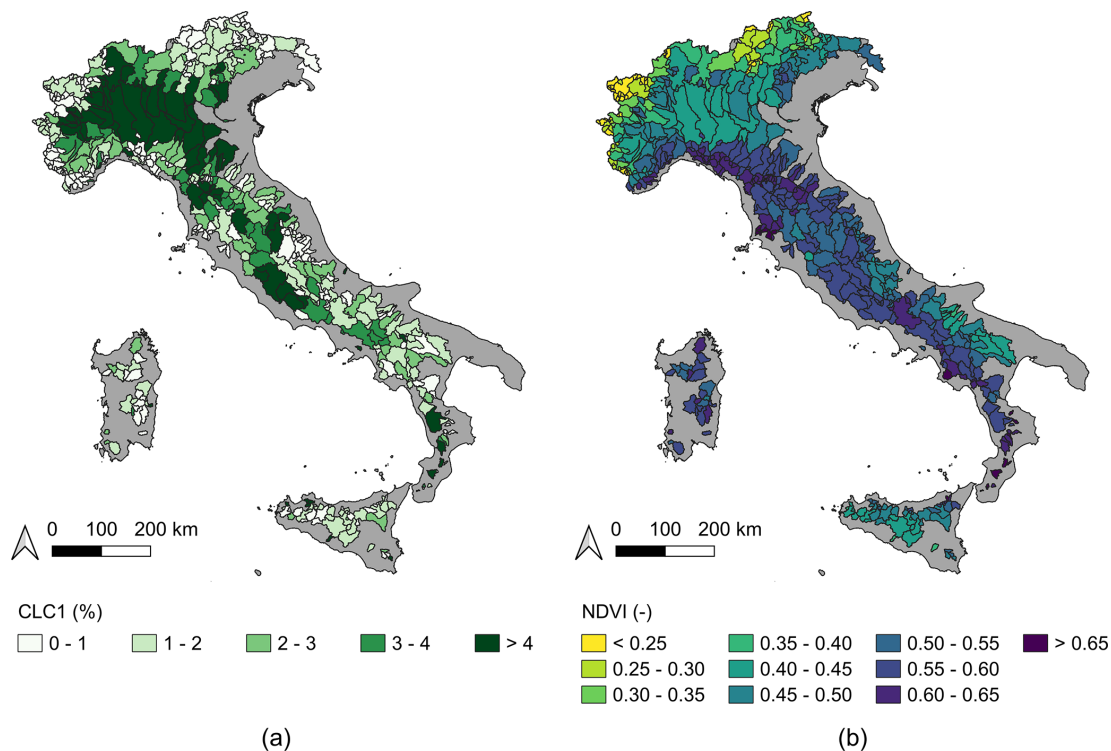 0 100 200 km
0 100 200 km
CLC1 (%)
0 - 1 1 - 2 2 - 3 3 - 4 > 4
NDVI (-)
< 0.25 0.35 - 0.40 0.50 - 0.55 > 0.65
0.25 - 0.30 0.40 - 0.45 0.55 - 0.60
0.30 - 0.35 0.45 - 0.50 0.60 - 0.65
(a) (b)